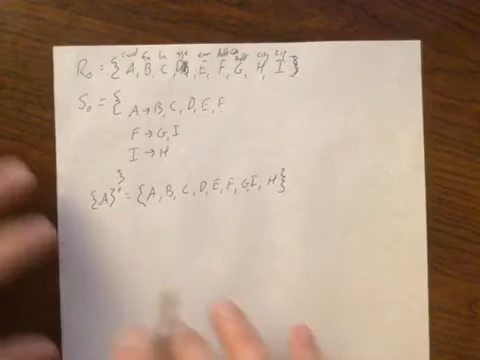 R₀ = { A, B, C, D, E, F, G, H, I }
S₀ = { A → B, C, D, E, F
F → G, I
I → H
}
{A}⁺ = { A, B, C, D, E, F, G I, H }